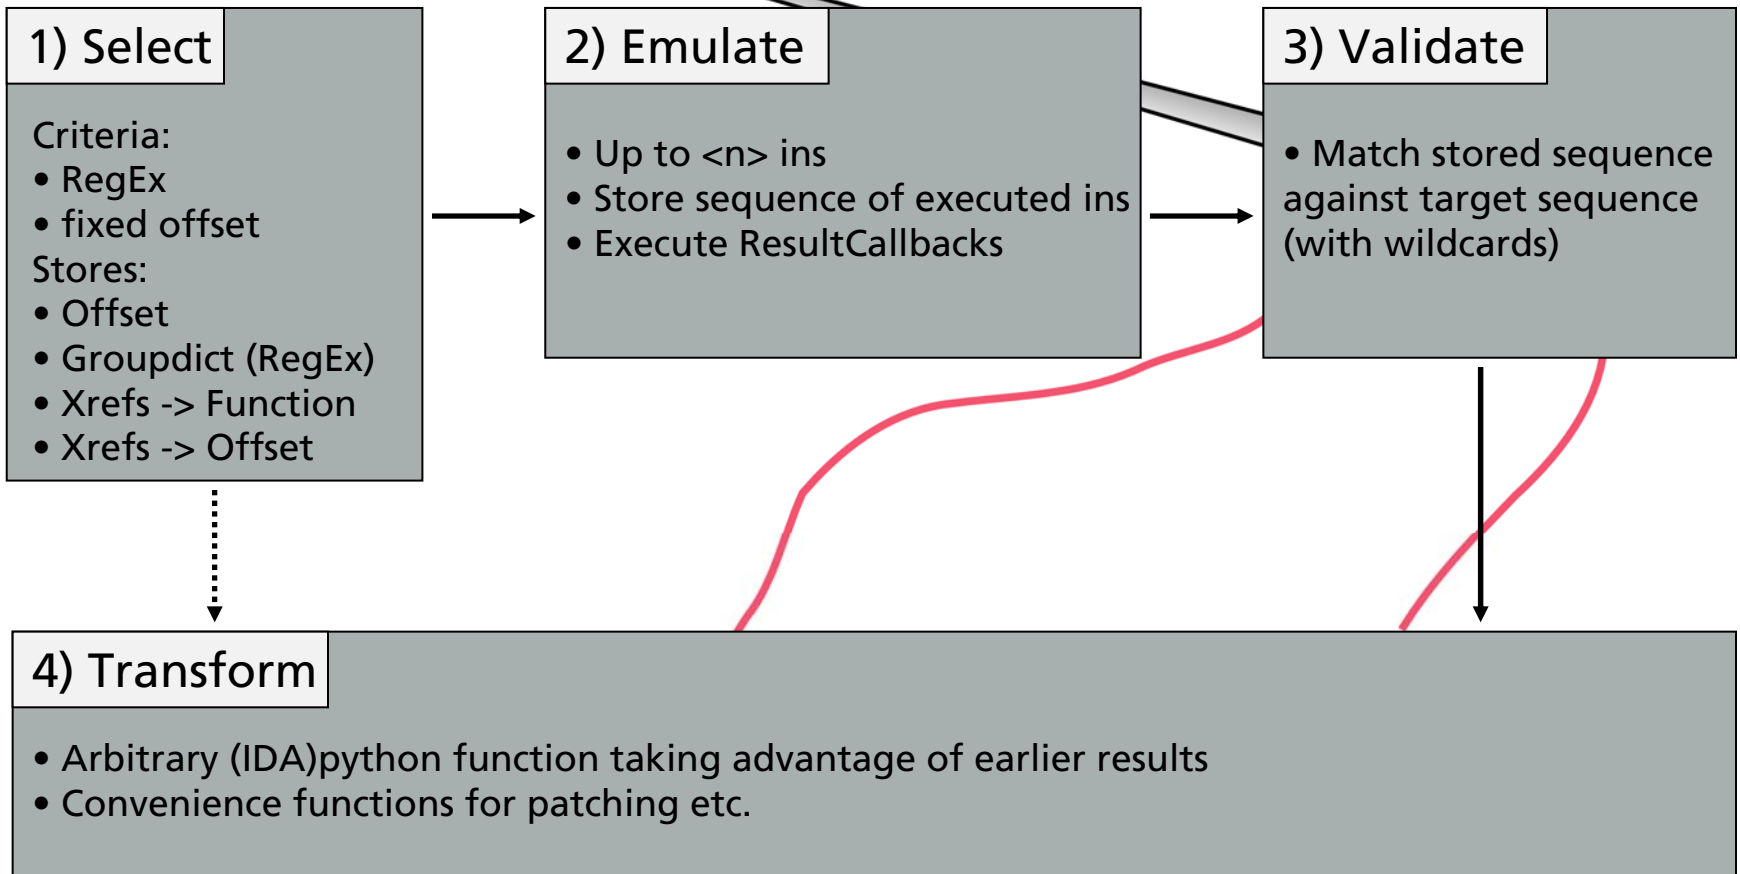 1) Select
Criteria:
• RegEx
• fixed offset
Stores:
• Offset
• Groupdict (RegEx)
• Xrefs -> Function
• Xrefs -> Offset
2) Emulate
• Up to <n> ins
• Store sequence of executed ins
• Execute ResultCallbacks
3) Validate
• Match stored sequence
against target sequence
(with wildcards)
4) Transform
• Arbitrary (IDA)python function taking advantage of earlier results
• Convenience functions for patching etc.